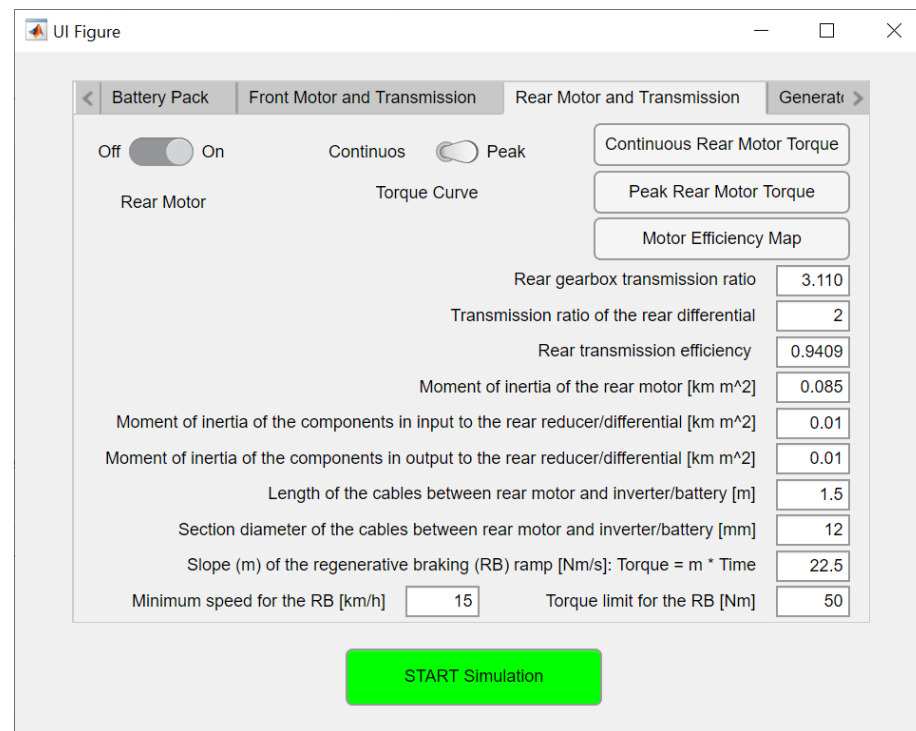 UI Figure
Battery Pack Front Motor and Transmission Rear Motor and Transmission Generat
Off On Continuos Peak Continuous Rear Motor Torque
Rear Motor Torque Curve Peak Rear Motor Torque
Motor Efficiency Map
Rear gearbox transmission ratio 3.110
Transmission ratio of the rear differential 2
Rear transmission efficiency 0.9409
Moment of inertia of the rear motor [km m^2] 0.085
Moment of inertia of the components in input to the rear reducer/differential [km m^2] 0.01
Moment of inertia of the components in output to the rear reducer/differential [km m^2] 0.01
Length of the cables between rear motor and inverter/battery [m] 1.5
Section diameter of the cables between rear motor and inverter/battery [mm] 12
Slope (m) of the regenerative braking (RB) ramp [Nm/s]: Torque = m * Time 22.5
Minimum speed for the RB [km/h] 15 Torque limit for the RB [Nm] 50
START Simulation